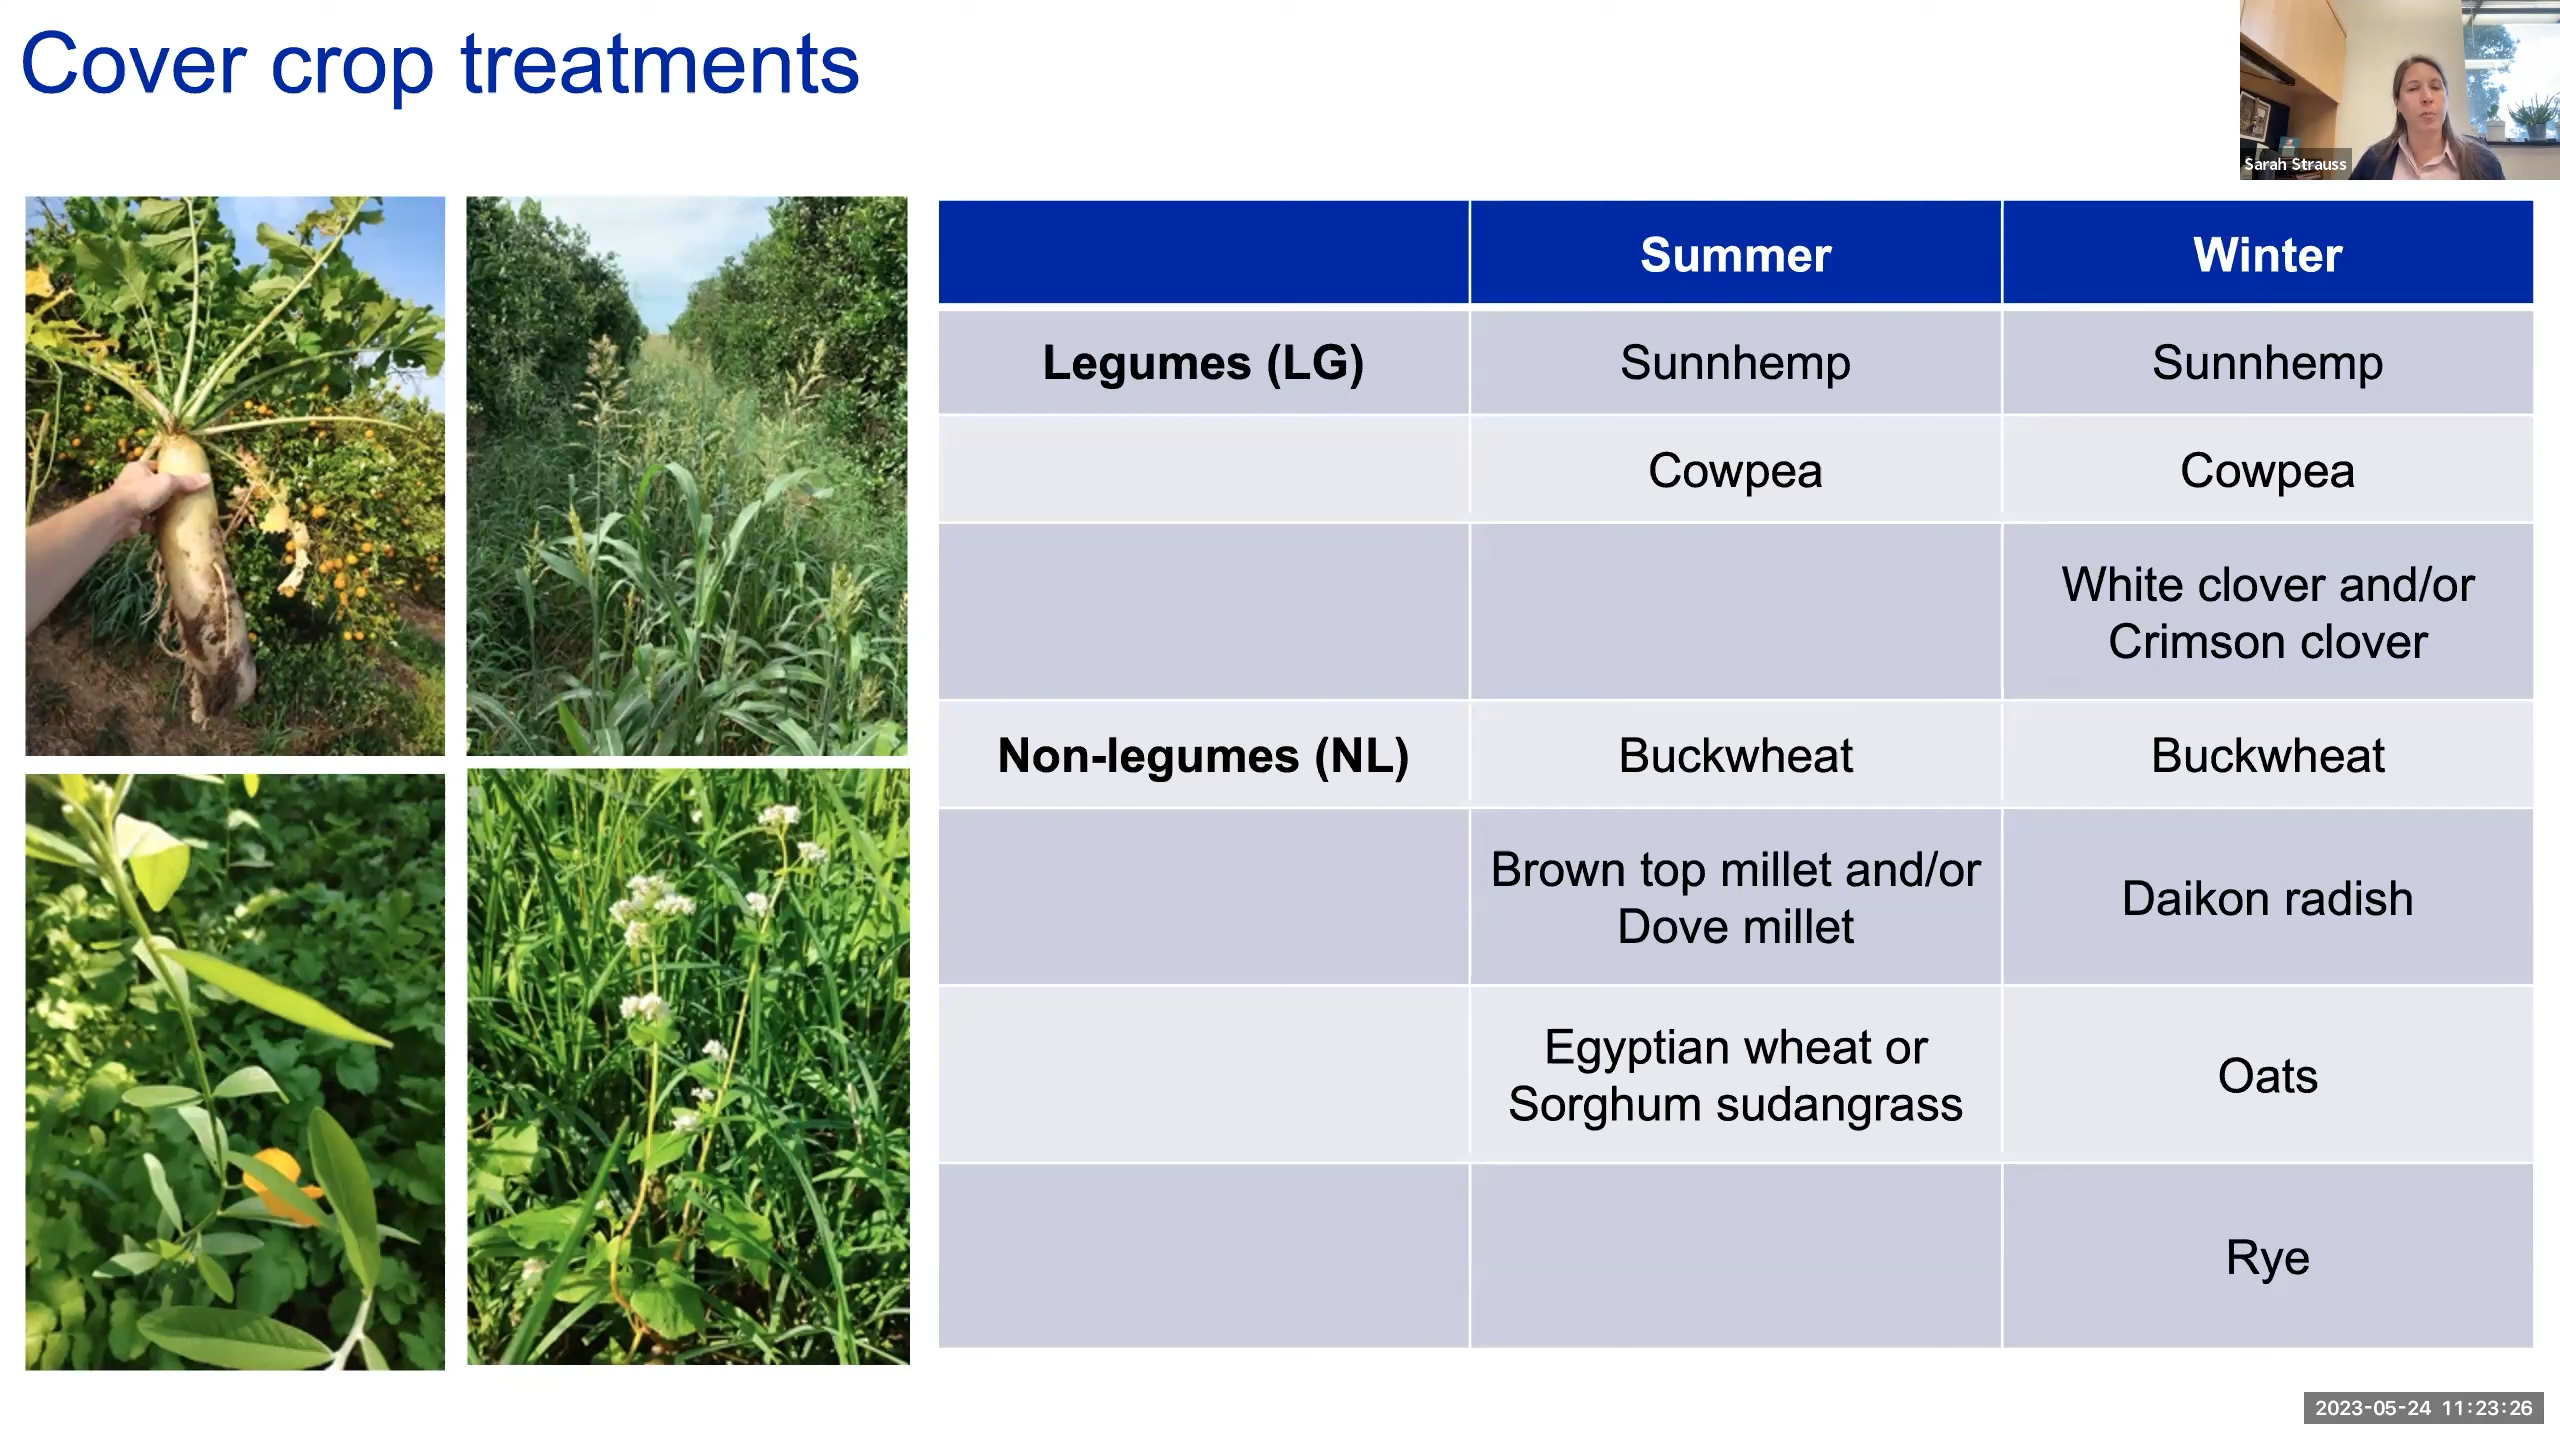 Cover crop treatments
Sarah Strauss
Summer Winter
Legumes (LG) Sunnhemp Sunnhemp
Cowpea Cowpea
White clover and/or
Crimson clover
Non-legumes (NL) Buckwheat Buckwheat
Brown top millet and/or
Dove millet
Daikon radish
Egyptian wheat or
Sorghum sudangrass
Oats
Rye
2023-05-24 11:23:26